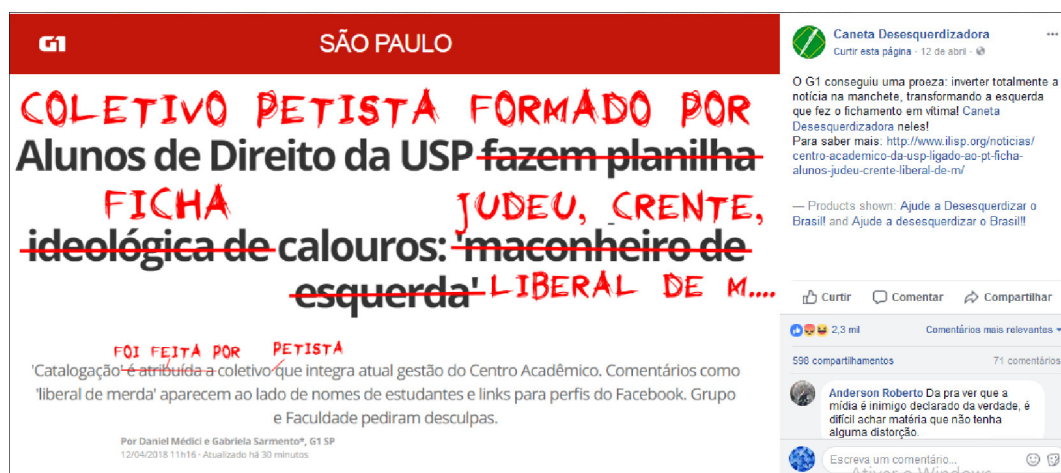 G1
SÃO PAULO
COLETIVO PETISTA FORMADO POR
Alunos de Direito da USP fazem planilha
FICHA JUDEU, CRENTE,
ideológica de calouros: 'maconheiro de
esquerda' LIBERAL DE M....
FOI FEITA POR PETISTA
'Catalogação' é atribuída a coletivo que integra atual gestão do Centro Acadêmico. Comentários como
'liberal de merda' aparecem ao lado de nomes de estudantes e links para perfis do Facebook. Grupo
e Faculdade pediram desculpas.
Por Daniel Médici e Gabriela Sarmento*, G1 SP
12/04/2018 11h16 · Atualizado há 30 minutos
Caneta Desesquerdizadora
Curtir esta página · 12 de abril ·
O G1 conseguiu uma proeza: inverter totalmente a
notícia na manchete, transformando a esquerda
que fez o fichamento em vítima! Caneta
Desesquerdizadora neles!
Para saber mais: http://www.ilisp.org/noticias/
centro-academico-da-usp-ligado-ao-pt-ficha-
alunos-judeu-crente-liberal-de-m/
— Products shown: Ajude a Desesquerdizar o
Brasil! and Ajude a desesquerdizar o Brasil!!
Curtir Comentar Compartilhar
2,3 mil Comentários mais relevantes
598 compartilhamentos 71 comentários
Anderson Roberto Da pra ver que a
mídia é inimigo declarado da verdade, é
difícil achar matéria que não tenha
alguma distorção.
Escreva um comentário...
Ativar o Windows